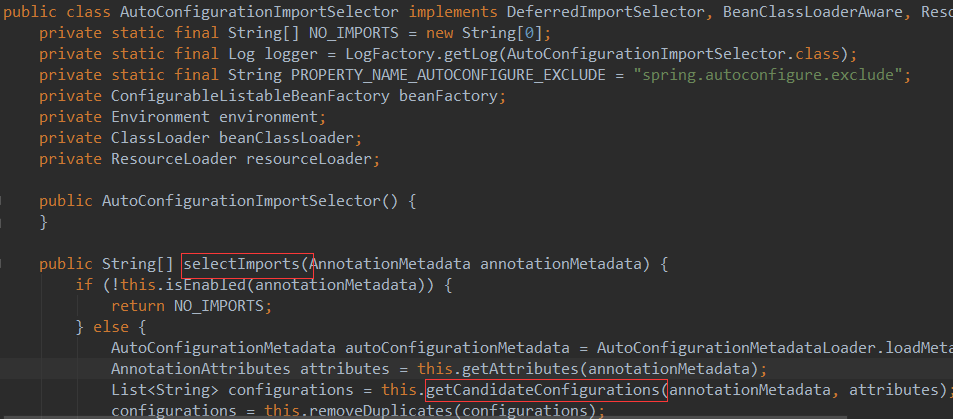 public class AutoConfigurationImportSelector implements DeferredImportSelector, BeanClassLoaderAware, Reso
private static final String[] NO_IMPORTS = new String[0];
private static final Log logger = LogFactory.getLog(AutoConfigurationImportSelector.class);
private static final String PROPERTY_NAME_AUTOCONFIGURE_EXCLUDE = "spring.autoconfigure.exclude";
private ConfigurableListableBeanFactory beanFactory;
private Environment environment;
private ClassLoader beanClassLoader;
private ResourceLoader resourceLoader;
public AutoConfigurationImportSelector() {
}
public String[] selectImports(AnnotationMetadata annotationMetadata) {
if (!this.isEnabled(annotationMetadata)) {
return NO_IMPORTS;
} else {
AutoConfigurationMetadata autoConfigurationMetadata = AutoConfigurationMetadataLoader.loadMeta
AnnotationAttributes attributes = this.getAttributes(annotationMetadata);
List<String> configurations = this.getCandidateConfigurations(annotationMetadata, attributes);
configurations = this.removeDuplicates(configurations);